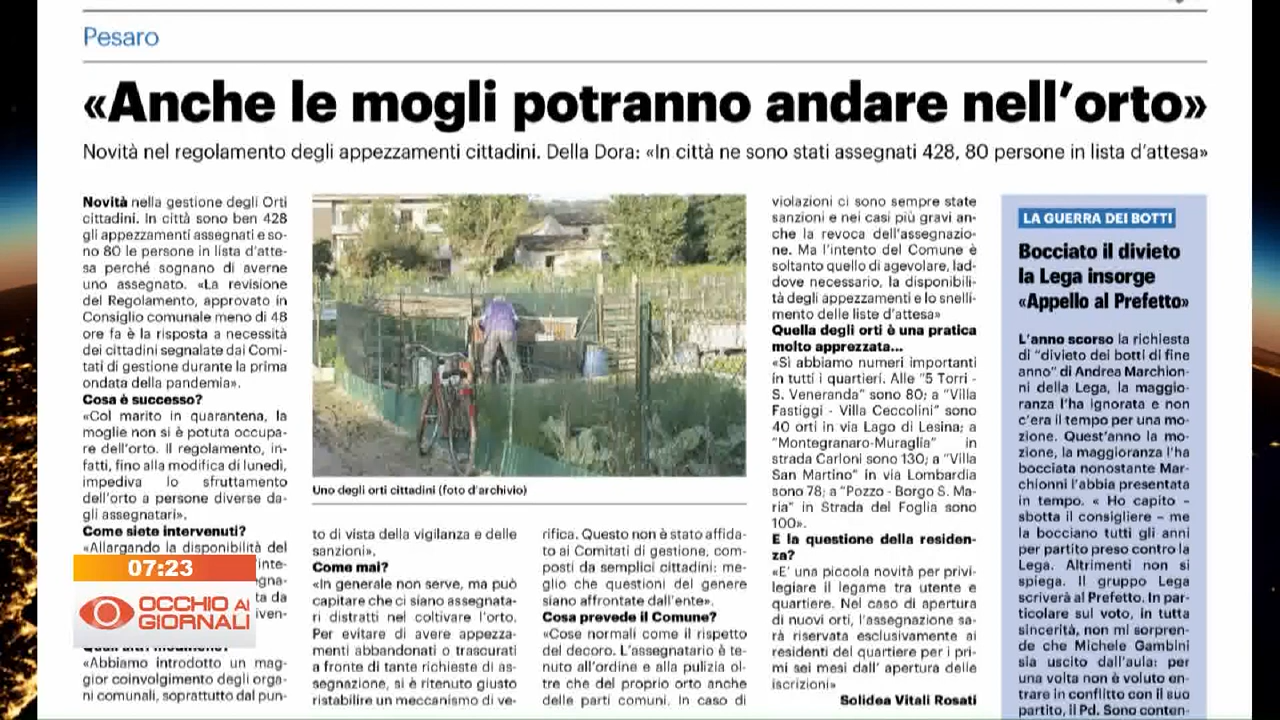 Pesaro
«Anche le mogli potranno andare nell'orto»
Novità nel regolamento degli appezzamenti cittadini. Della Dora: «In città ne sono stati assegnati 428, 80 persone in lista d'attesa»
Novità nella gestione degli Orti
cittadini. In città sono ben 428
gli appezzamenti assegnati e so-
no 80 le persone in lista d'atte-
sa perché sognano di averne
uno assegnato. «La revisione
del Regolamento, approvato in
Consiglio comunale meno di 48
ore fa è la risposta a necessità
dei cittadini segnalate dai Comi-
tati di gestione durante la prima
ondata della pandemia».
Cosa è successo?
«Col marito in quarantena, la
moglie non si è potuta occupa-
re dell'orto. Il regolamento, in-
fatti, fino alla modifica di lunedì,
impediva lo sfruttamento
dell'orto a persone diverse da-
gli assegnatari».
Come siete intervenuti?
«Allargando la disponibilità del
07:23
OCCHIO AI
GIORNALI
«Abbiamo introdotto un mag-
gior coinvolgimento degli orga-
ni comunali, soprattutto dal pun-
Uno degli orti cittadini (foto d'archivio)
to di vista della vigilanza e delle
sanzioni».
Come mai?
«In generale non serve, ma può
capitare che ci siano assegnata-
ri distratti nel coltivare l'orto.
Per evitare di avere appezza-
menti abbandonati o trascurati
a fronte di tante richieste di as-
segnazione, si è ritenuto giusto
ristabilire un meccanismo di ve-
rifica. Questo non è stato affida-
to ai Comitati di gestione, com-
posti da semplici cittadini: me-
glio che questioni del genere
siano affrontate dall'ente».
Cosa prevede il Comune?
«Cose normali come il rispetto
del decoro. L'assegnatario è te-
nuto all'ordine e alla pulizia ol-
tre che del proprio orto anche
delle parti comuni. In caso di
violazioni ci sono sempre state
sanzioni e nei casi più gravi an-
che la revoca dell'assegnazio-
ne. Ma l'intento del Comune è
soltanto quello di agevolare, lad-
dove necessario, la disponibili-
tà degli appezzamenti e lo snelli-
mento delle liste d'attesa»
Quella degli orti è una pratica
molto apprezzata...
«Sì abbiamo numeri importanti
in tutti i quartieri. Alle "5 Torri -
S. Veneranda" sono 80; a "Villa
Fastiggi - Villa Ceccolini" sono
40 orti in via Lago di Lesina; a
"Montegranaro-Muraglia" in
strada Carloni sono 130; a "Villa
San Martino" in via Lombardia
sono 78; a "Pozzo - Borgo S. Ma-
ria" in Strada del Foglia sono
100».
E la questione della residen-
za?
«E' una piccola novità per privi-
legiare il legame tra utente e
quartiere. Nel caso di apertura
di nuovi orti, l'assegnazione sa-
rà riservata esclusivamente ai
residenti del quartiere per i pri-
mi sei mesi dall' apertura delle
iscrizioni»
Solidea Vitali Rosati
LA GUERRA DEI BOTTI
Bocciato il divieto
la Lega insorge
«Appello al Prefetto»
L'anno scorso la richiesta
di "divieto dei botti di fine
anno" di Andrea Marchion-
ni della Lega, la maggio-
ranza l'ha ignorata e non
c'era il tempo per una mo-
zione. Quest'anno la mo-
zione, la maggioranza l'ha
bocciata nonostante Mar-
chionni l'abbia presentata
in tempo. « Ho capito –
sbotta il consigliere – me
la bocciano tutti gli anni
per partito preso contro la
Lega. Altrimenti non si
spiega. Il gruppo Lega
scriverà al Prefetto. In par-
ticolare sul voto, in tutta
sincerità, non mi sorpren-
de che Michele Gambini
sia uscito dall'aula: per
una volta non è voluto en-
trare in conflitto con il suo
partito, il Pd. Sono conten-